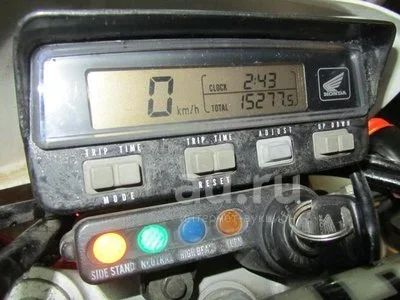 CLOCK 2:43
0 km/h TOTAL 15277.5
HONDA
TRIP TIME TRIP TIME ADJUST UP DOWN
MODE RESET
SIDE STAND NEUTRAL HIGH BEAM TURN
au.ru